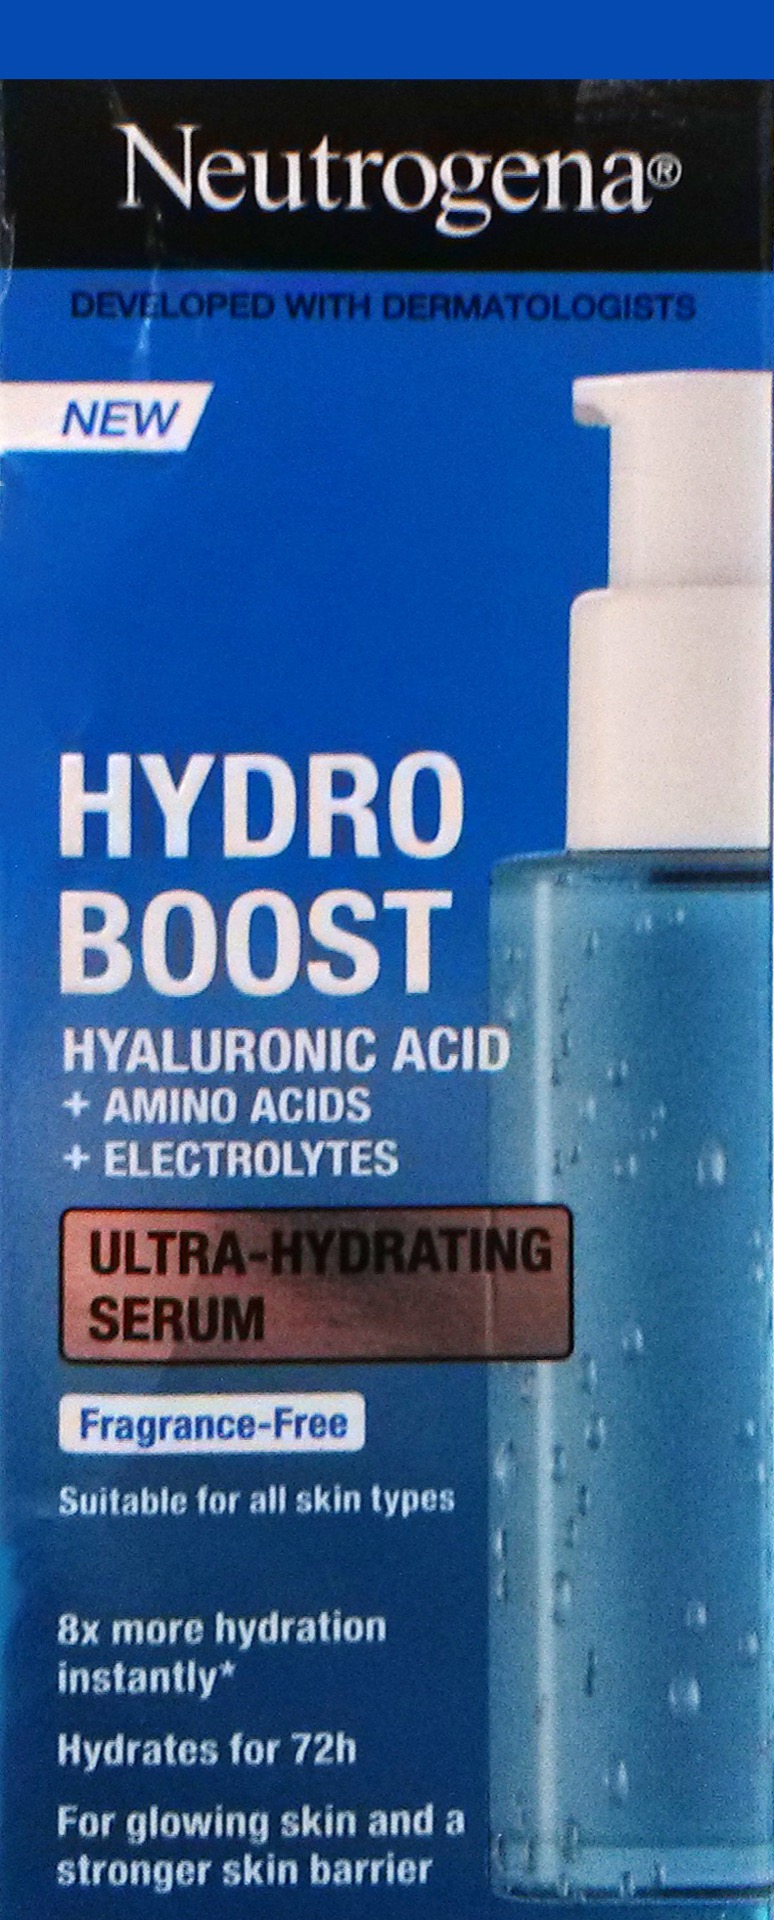 Neutrogena®
DEVELOPED WITH DERMATOLOGISTS
NEW
HYDRO
BOOST
HYALURONIC ACID
+ AMINO ACIDS
+ ELECTROLYTES
ULTRA-HYDRATING
SERUM
Fragrance-Free
Suitable for all skin types
8x more hydration
instantly*
Hydrates for 72h
For glowing skin and a
stronger skin barrier